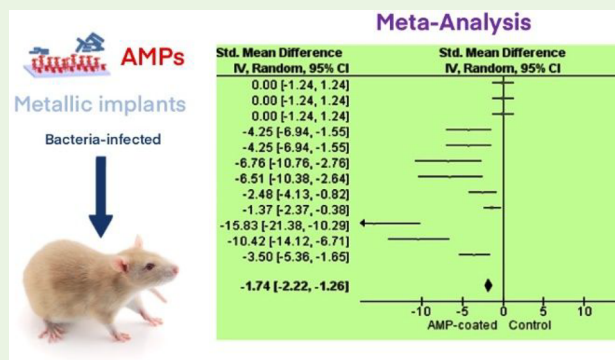 Meta-Analysis
AMPs
Metallic implants
Bacteria-infected
Std. Mean Difference
IV, Random, 95% CI
0.00 [-1.24, 1.24]
0.00 [-1.24, 1.24]
0.00 [-1.24, 1.24]
-4.25 [-6.94, -1.55]
-4.25 [-6.94, -1.55]
-6.76 [-10.76, -2.76]
-6.51 [-10.38, -2.64]
-2.48 [-4.13, -0.82]
-1.37 [-2.37, -0.38]
-15.83 [-21.38, -10.29]
-10.42 [-14.12, -6.71]
-3.50 [-5.36, -1.65]
-1.74 [-2.22, -1.26]
Std. Mean Difference
IV, Random, 95% CI
-10 -5 0 5 10
AMP-coated Control